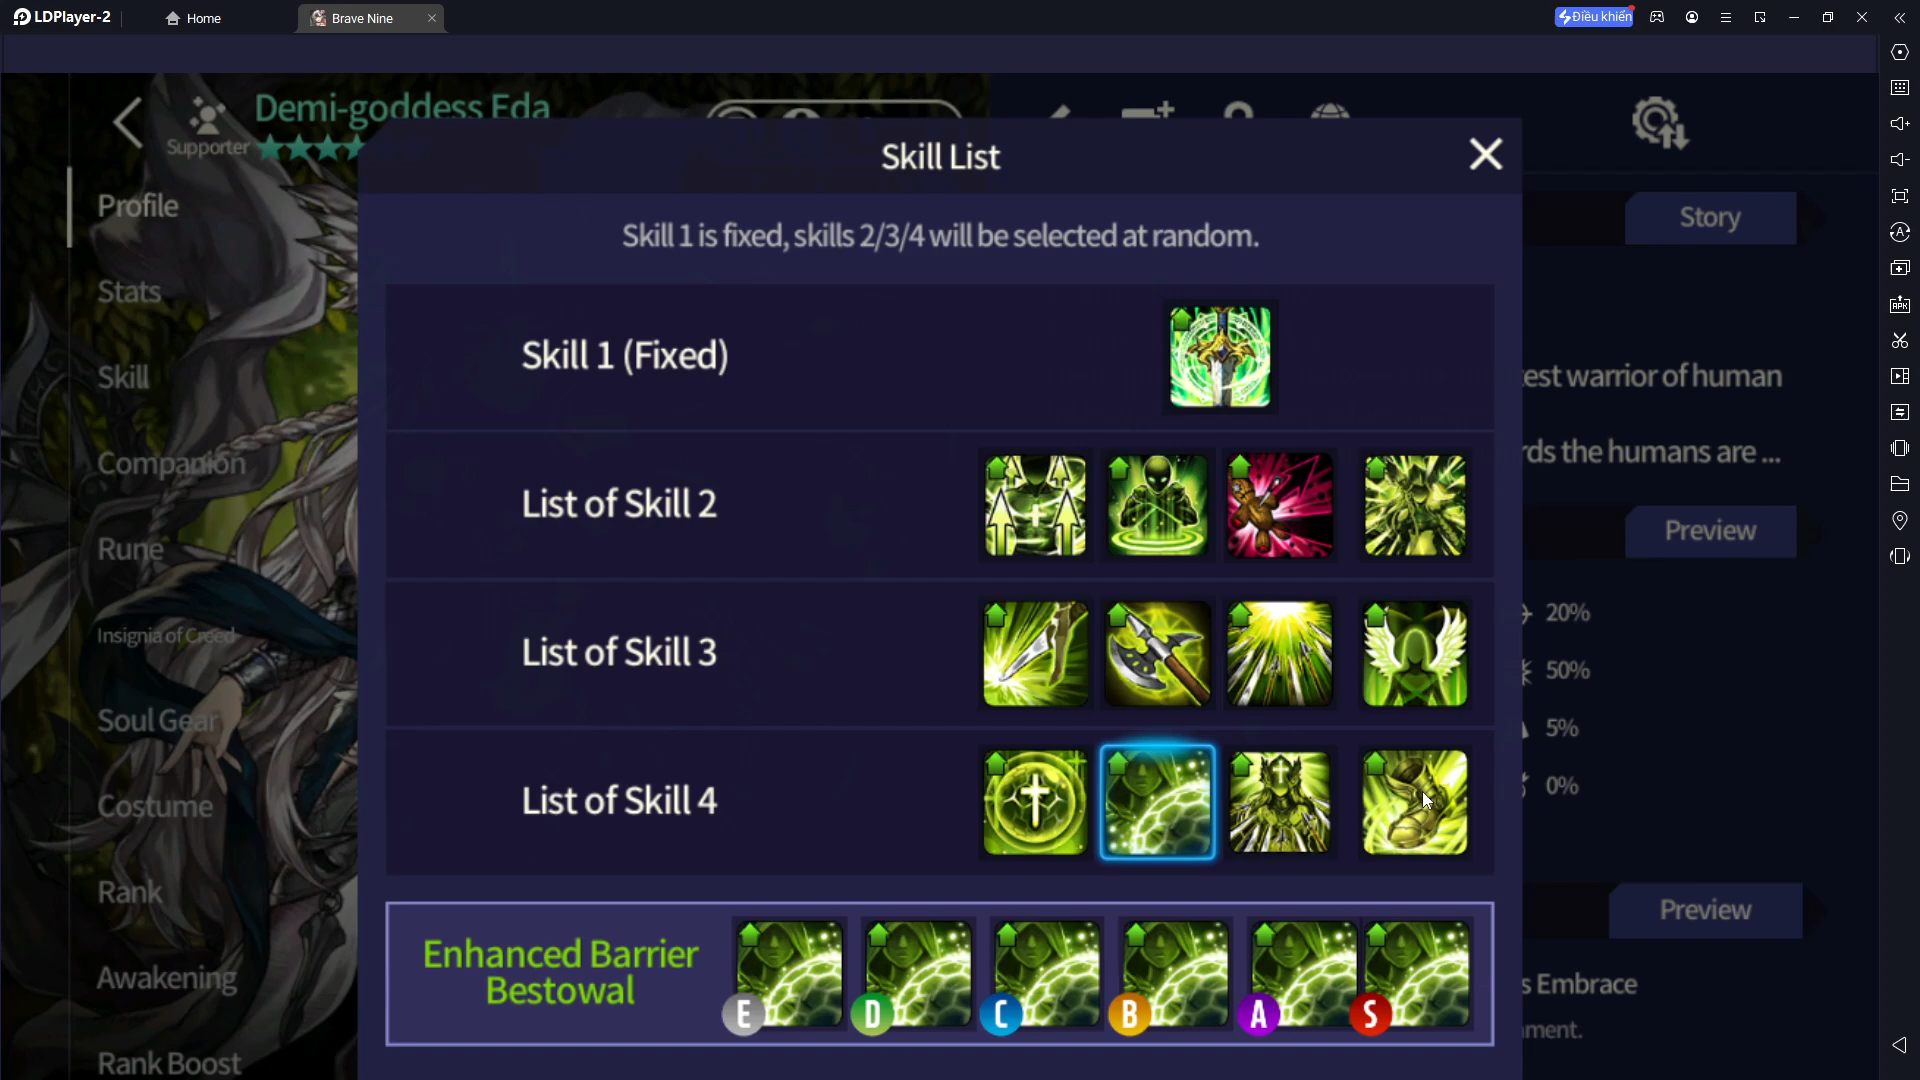 LDPlayer-2
Home
Brave Nine
Điều khiển
Demi-goddess Eda
Supporter
Profile
Stats
Skill
Companion
Rune
Insignia of Creed
Soul Gear
Costume
Rank
Awakening
Rank Boost
Skill List
Skill 1 is fixed, skills 2/3/4 will be selected at random.
Skill 1 (Fixed)
List of Skill 2
List of Skill 3
List of Skill 4
Enhanced Barrier
Bestowal
E
D
C
B
A
S
Story
est warrior of human
rds the humans are ...
Preview
20%
50%
5%
0%
Preview
s Embrace
ment.
APK